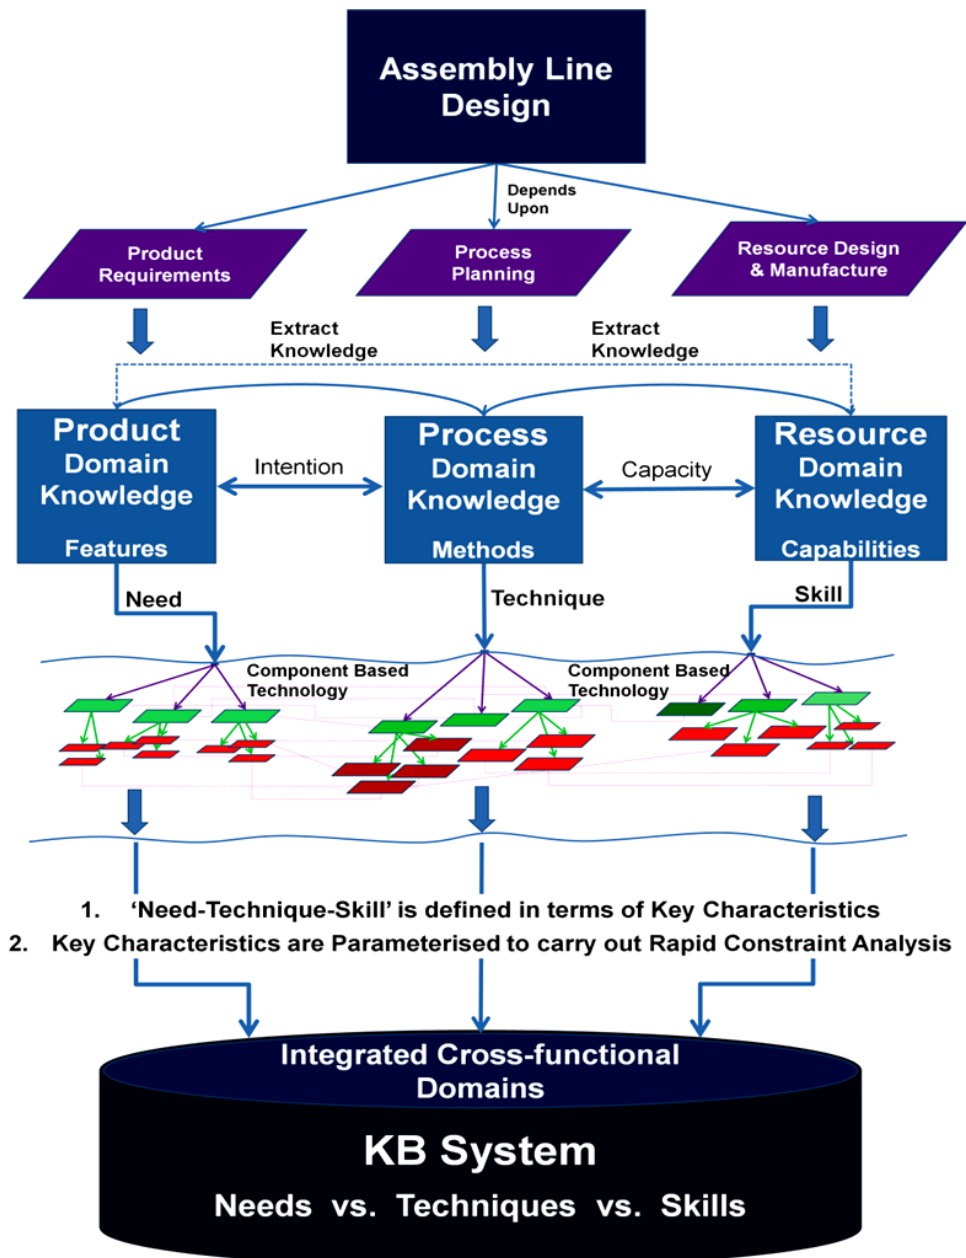 Assembly Line
Design
Depends
Upon
Product
Requirements
Process
Planning
Resource Design
& Manufacture
Extract
Knowledge
Extract
Knowledge
Product
Domain
Knowledge
Features
Intention
Process
Domain
Knowledge
Methods
Capacity
Resource
Domain
Knowledge
Capabilities
Need
Technique
Skill
Component Based
Technology
Component Based
Technology
1. ‘Need-Technique-Skill’ is defined in terms of Key Characteristics
2. Key Characteristics are Parameterised to carry out Rapid Constraint Analysis
Integrated Cross-functional
Domains
KB System
Needs vs. Techniques vs. Skills